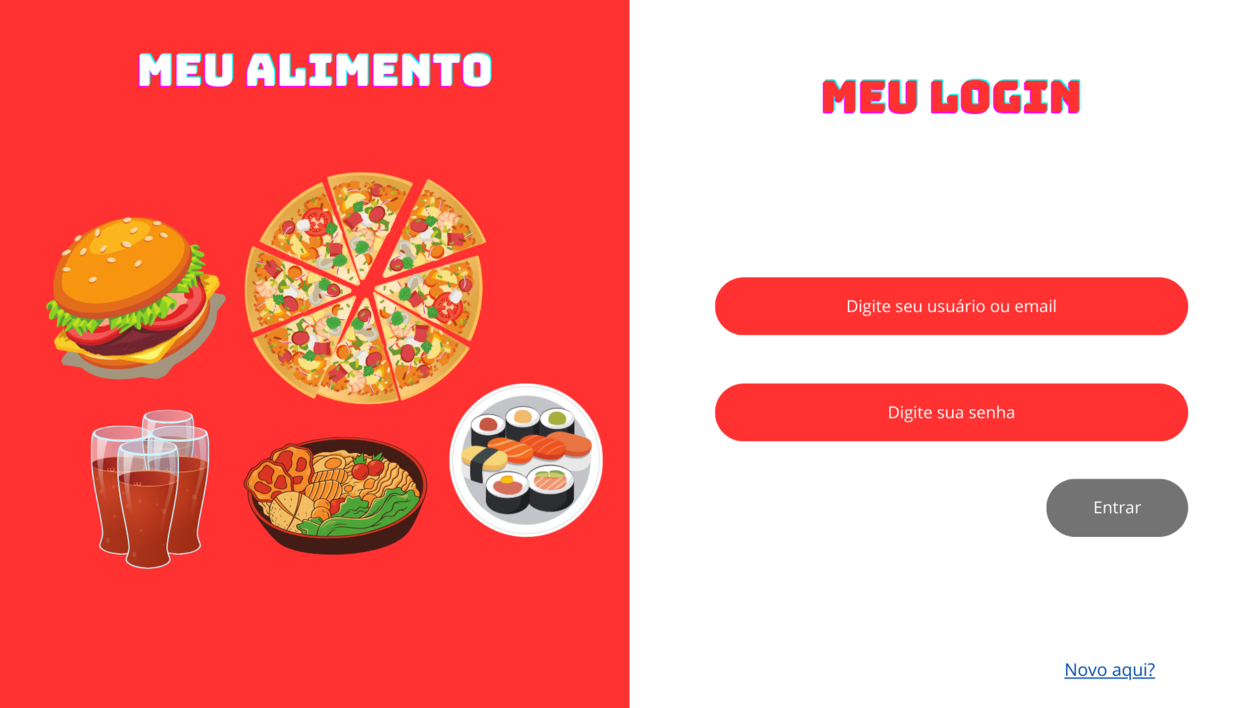 MEU ALIMENTO
MEU LOGIN
Digite seu usuário ou email
Digite sua senha
Entrar
Novo aqui?